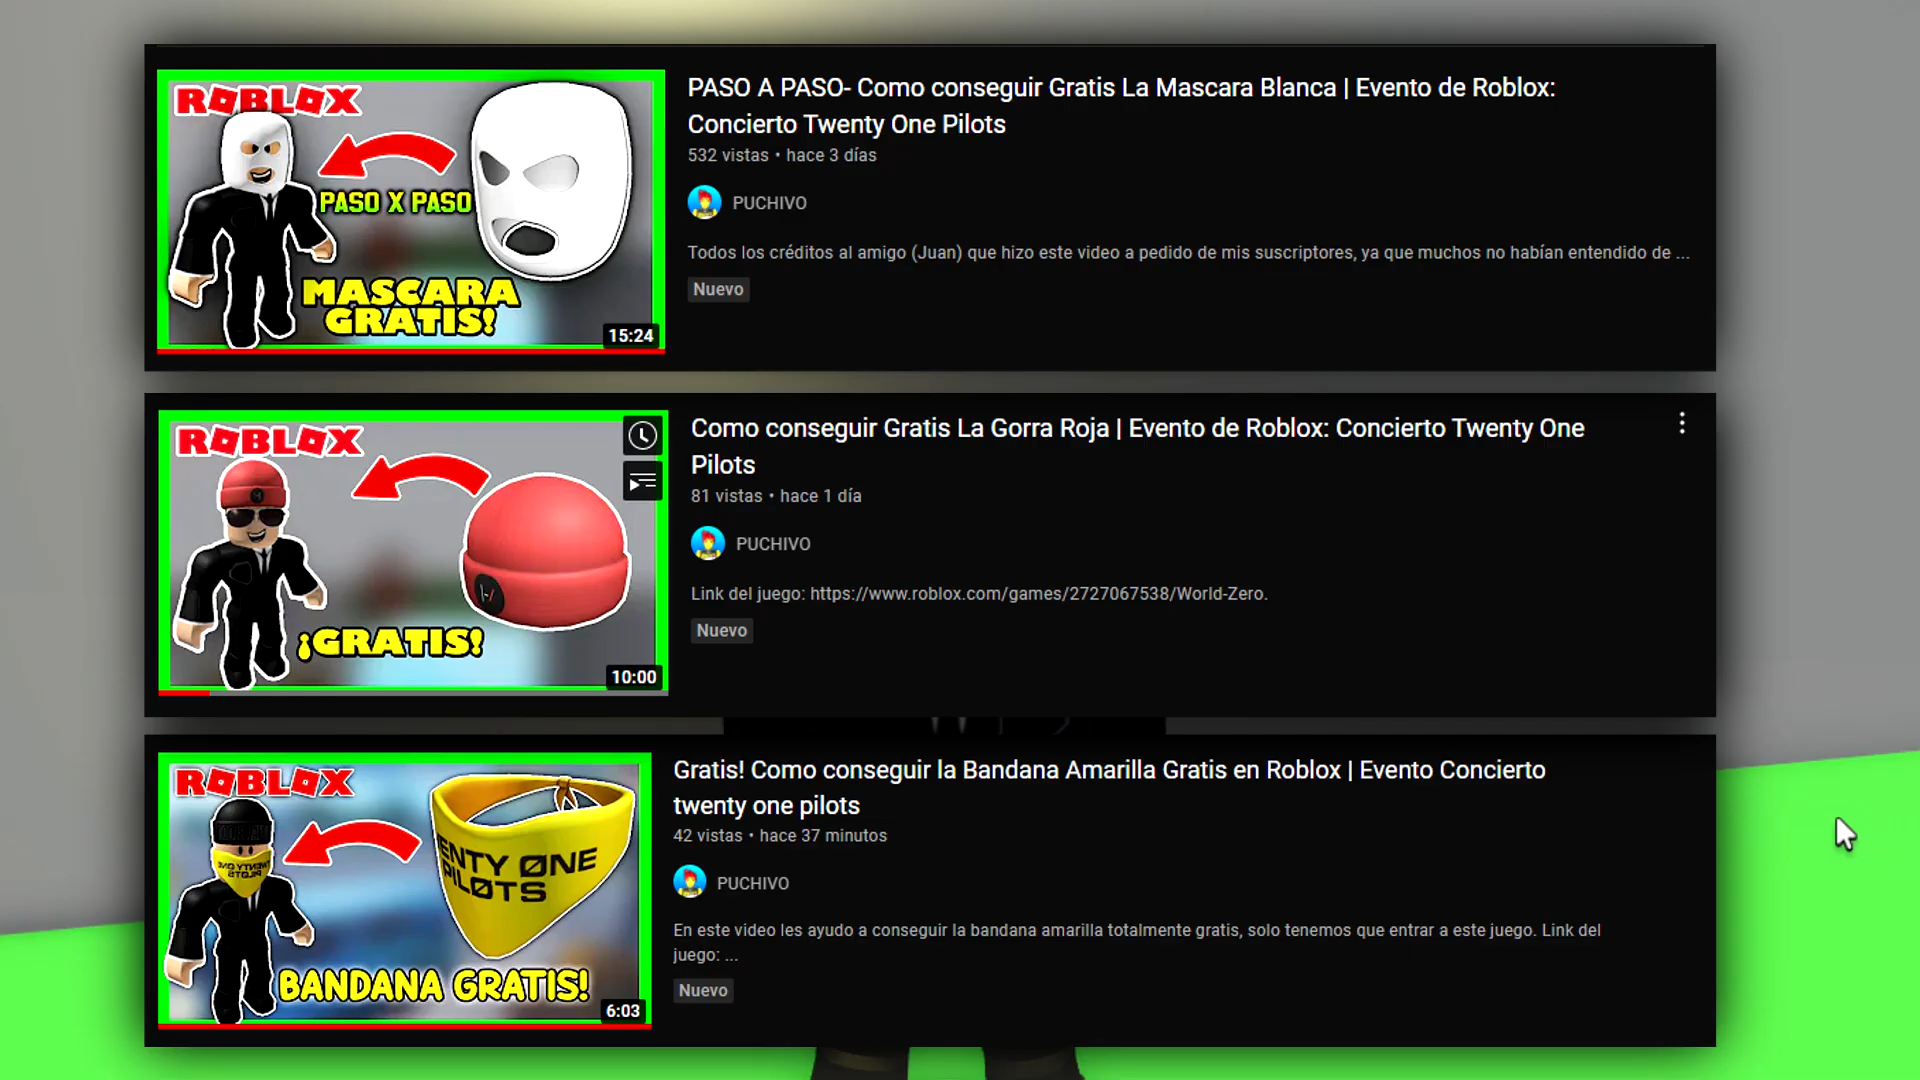 ROBLOX
PASO X PASO
MASCARA
GRATIS!
15:24
PASO A PASO- Como conseguir Gratis La Mascara Blanca | Evento de Roblox:
Concierto Twenty One Pilots
532 vistas • hace 3 días
PUCHIVO
Todos los créditos al amigo (Juan) que hizo este video a pedido de mis suscriptores, ya que muchos no habían entendido de ...
Nuevo
ROBLOX
¡GRATIS!
10:00
Como conseguir Gratis La Gorra Roja | Evento de Roblox: Concierto Twenty One
Pilots
81 vistas • hace 1 día
PUCHIVO
Link del juego: https://www.roblox.com/games/2727067538/World-Zero.
Nuevo
ROBLOX
ENTY ØNE
PILØTS
TWENTY ONE
PILOTS
BANDANA GRATIS!
6:03
Gratis! Como conseguir la Bandana Amarilla Gratis en Roblox | Evento Concierto
twenty one pilots
42 vistas • hace 37 minutos
PUCHIVO
En este video les ayudo a conseguir la bandana amarilla totalmente gratis, solo tenemos que entrar a este juego. Link del
juego: ...
Nuevo